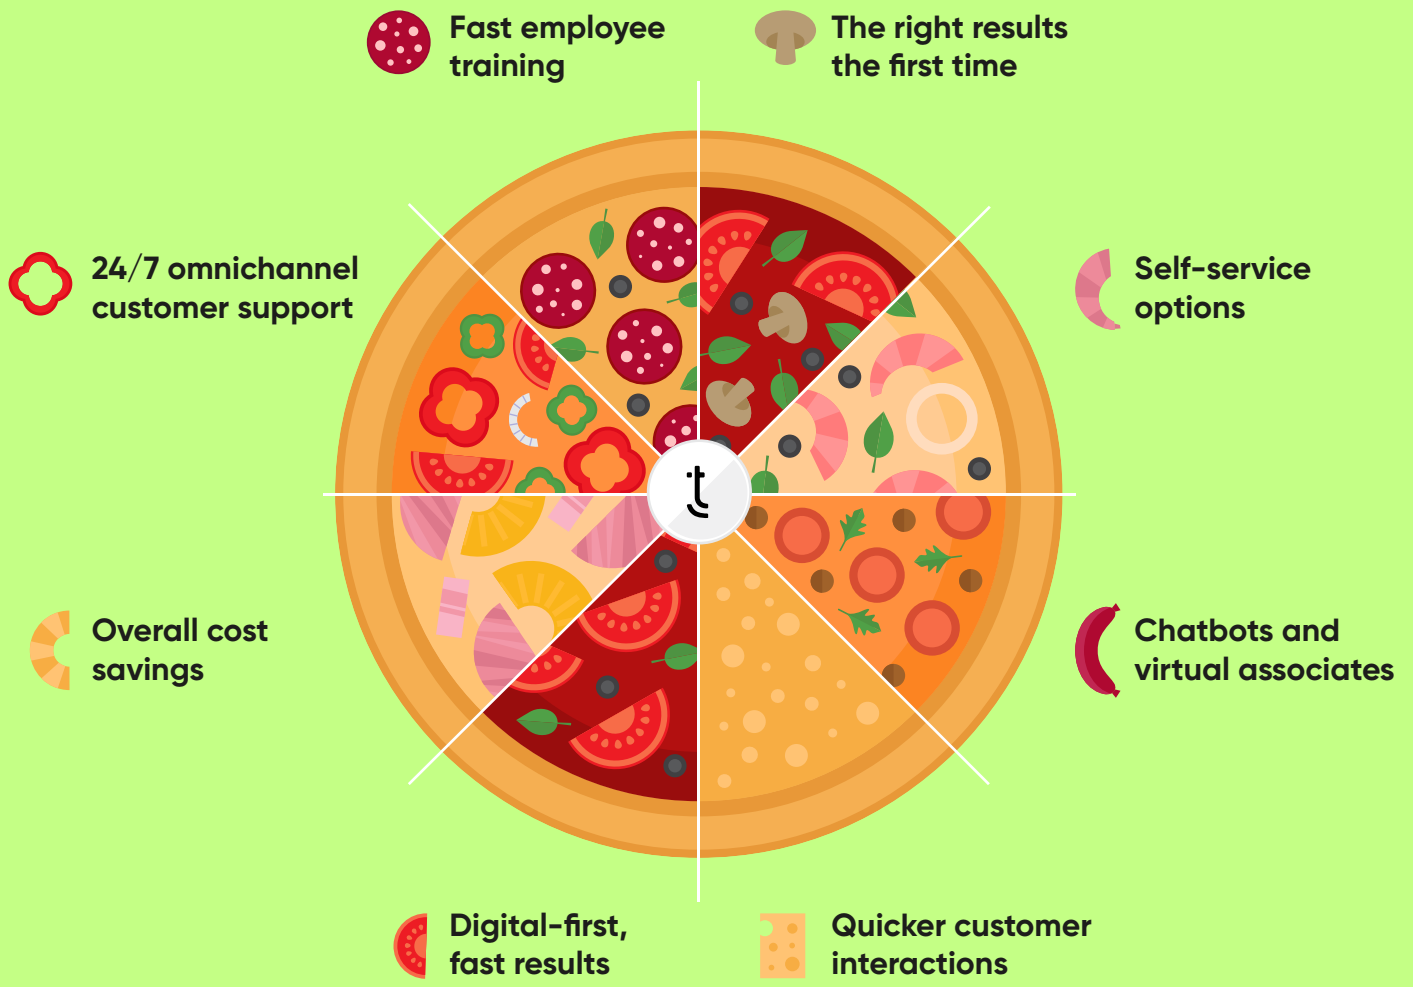 Fast employee
training
The right results
the first time
24/7 omnichannel
customer support
Self-service
options
t
Overall cost
savings
Chatbots and
virtual associates
Digital-first,
fast results
Quicker customer
interactions